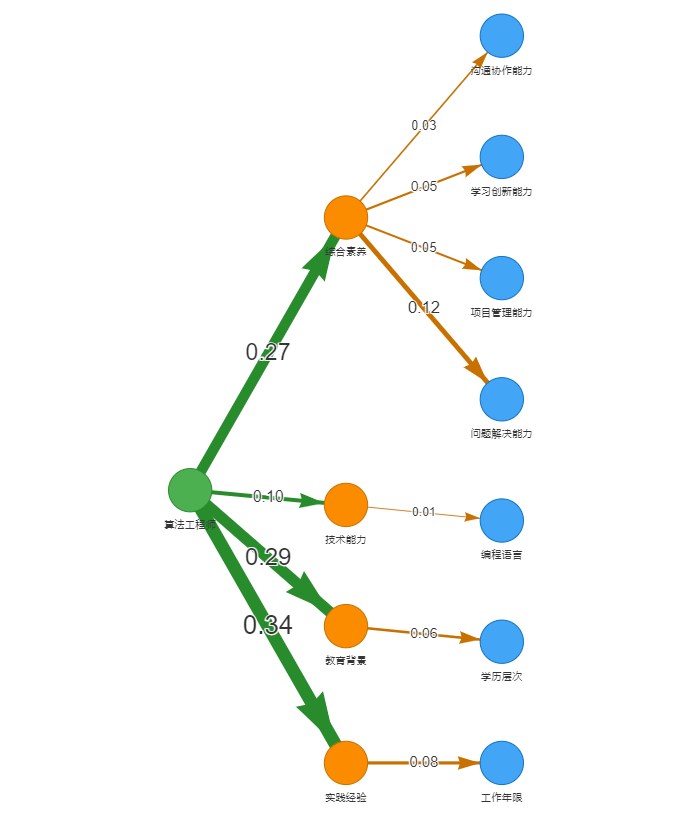 沟通协作能力
0.03
0.05
学习创新能力
综合素养
0.05
项目管理能力
0.12
0.27
问题解决能力
0.10
算法工程师
技术能力
0.01
编程语言
0.29
0.34
教育背景
0.06
学历层次
实践经验
0.08
工作年限